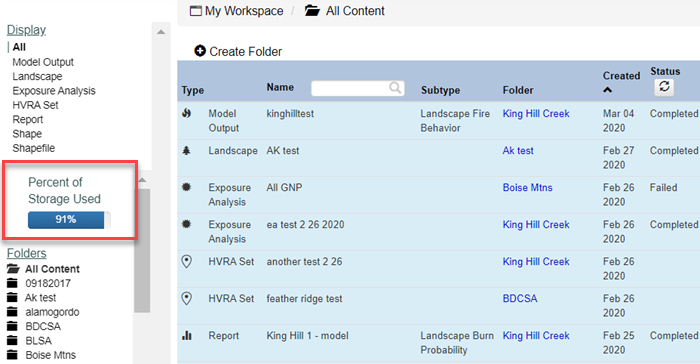 My Workspace / All Content
Display
All
Model Output
Landscape
Exposure Analysis
HVRA Set
Report
Shape
Shapefile
Percent of
Storage Used
91%
Folders
All Content
09182017
Ak test
alamogordo
BDCSA
BLSA
Boise Mtns
Create Folder
Type Name Subtype Folder Created Status
Model kinghilltest Landscape Fire King Hill Creek Mar 04 Completed
Output Behavior 2020
Landscape AK test Ak test Feb 27 Completed
2020
Exposure All GNP Boise Mtns Feb 26 Failed
Analysis 2020
Exposure ea test 2 26 2020 King Hill Creek Feb 26 Completed
Analysis 2020
HVRA Set another test 2 26 King Hill Creek Feb 26
2020
HVRA Set feather ridge test BDCSA Feb 26
2020
Report King Hill 1 - model Landscape Burn King Hill Creek Feb 25 Completed
Probability 2020